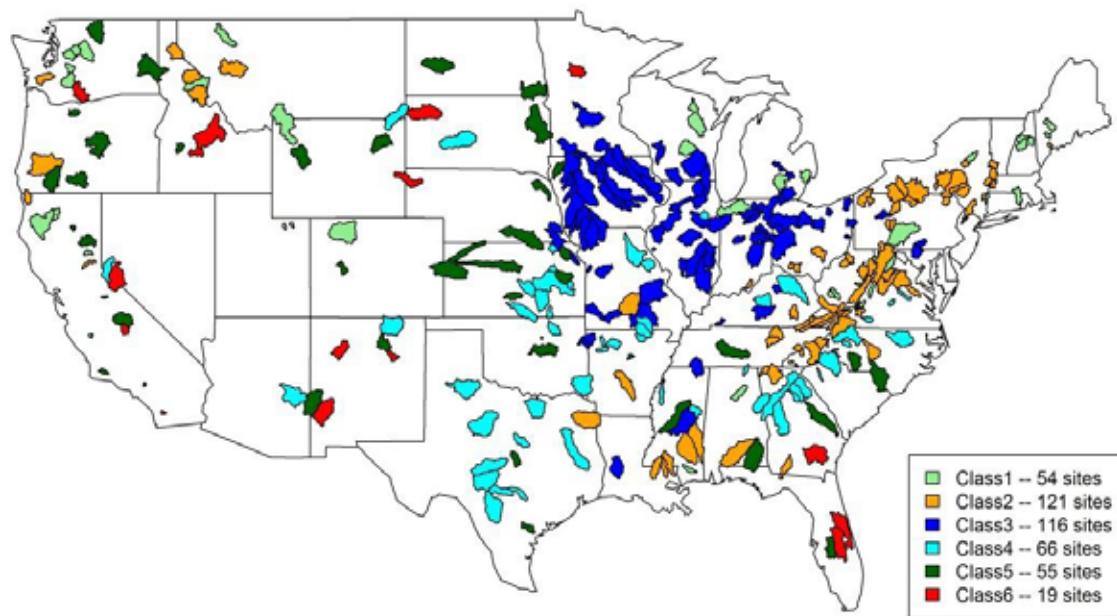 Class1 -- 54 sites
Class2 -- 121 sites
Class3 -- 116 sites
Class4 -- 66 sites
Class5 -- 55 sites
Class6 -- 19 sites